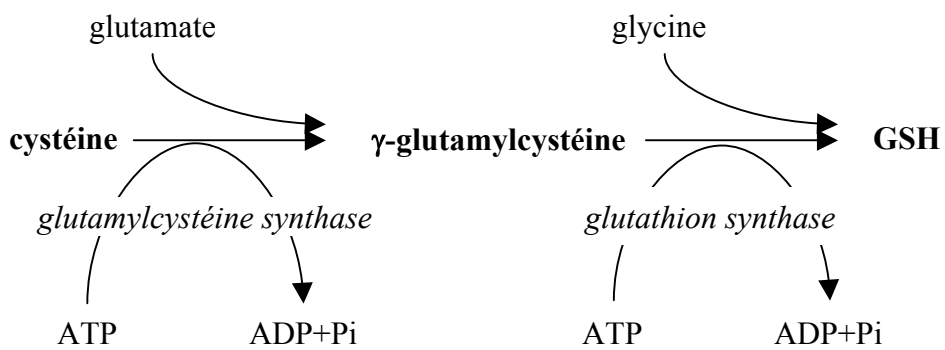 glutamate glycine
cystéine γ-glutamylcystéine GSH
glutamylcystéine synthase glutathion synthase
ATP ADP+Pi ATP ADP+Pi